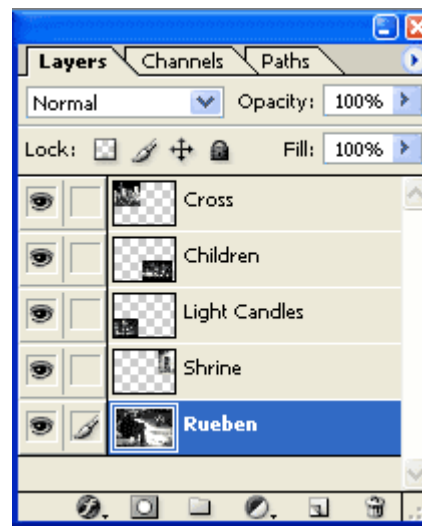 Layers Channels Paths
Normal Opacity: 100%
Lock: Fill: 100%
Cross
Children
Light Candles
Shrine
Rueben